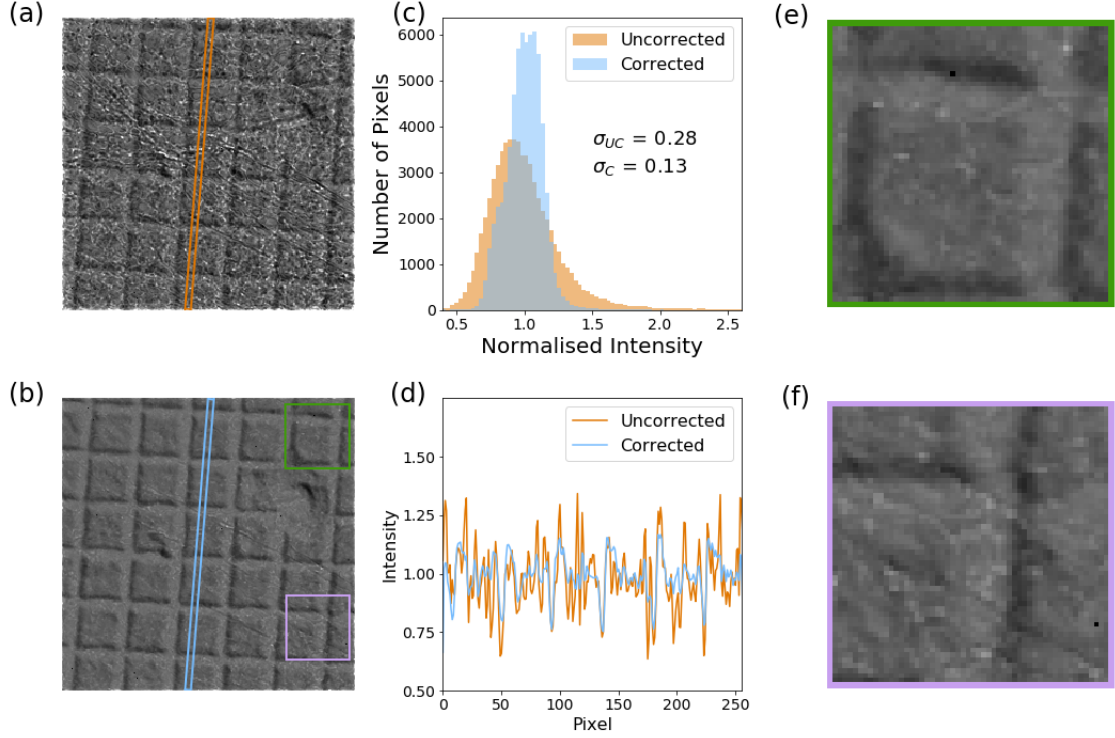 (a)
(c)
6000
5000
4000
3000
2000
1000
0
Number of Pixels
Uncorrected
Corrected
σUC = 0.28
σC = 0.13
0.5
1.0
1.5
2.0
2.5
Normalised Intensity
(e)
(b)
(d)
1.50
1.25
1.00
0.75
0.50
Intensity
Uncorrected
Corrected
0
50
100
150
200
250
Pixel
(f)